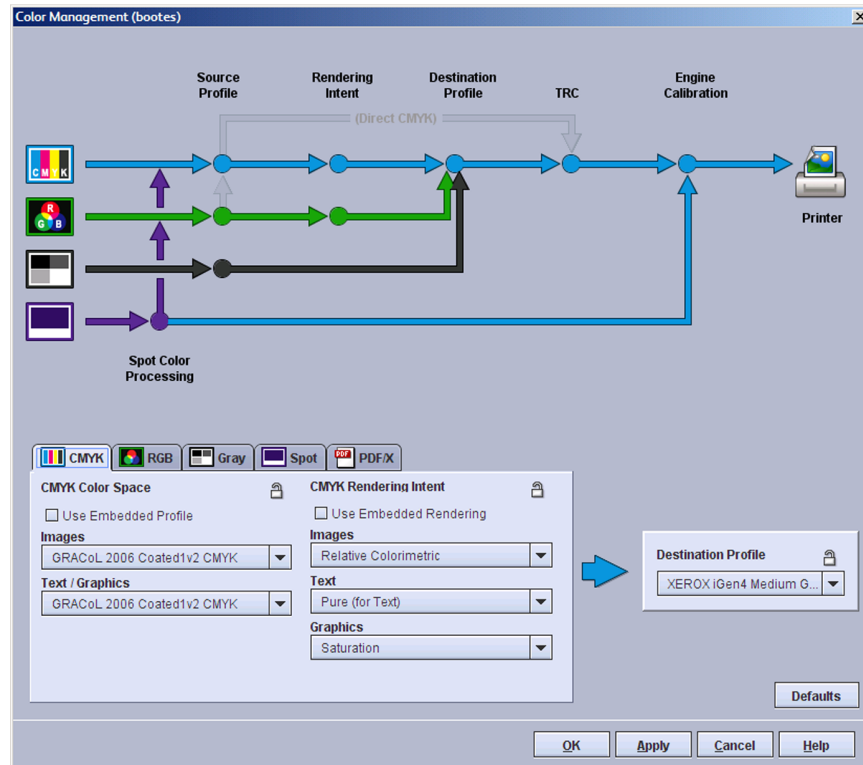 Color Management (bootes)
Source Profile
Rendering Intent
Destination Profile
TRC
Engine Calibration
(Direct CMYK)
CMYK
R
G B
Printer
Spot Color
Processing
CMYK
RGB
Gray
Spot
PDF
PDF/X
CMYK Color Space
Use Embedded Profile
Images
GRACoL 2006 Coated1v2 CMYK
Text / Graphics
GRACoL 2006 Coated1v2 CMYK
CMYK Rendering Intent
Use Embedded Rendering
Images
Relative Colorimetric
Text
Pure (for Text)
Graphics
Saturation
Destination Profile
XEROX iGen4 Medium G...
Defaults
OK
Apply
Cancel
Help